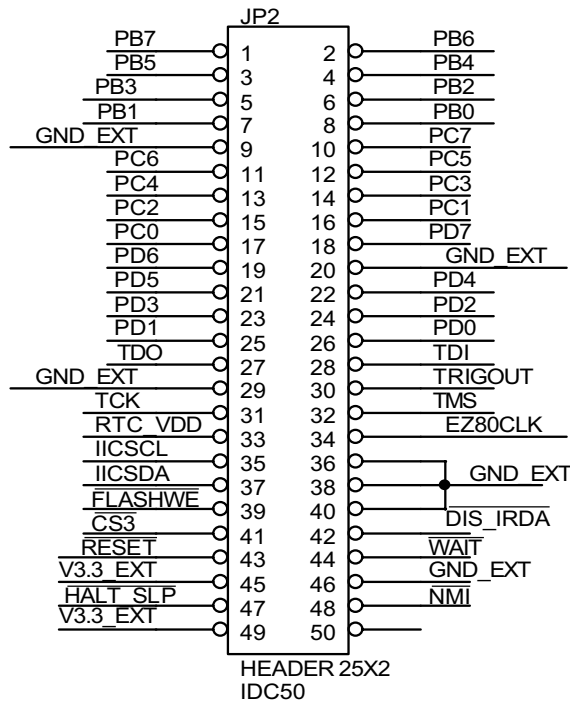 JP2
PB7 1 2 PB6
PB5 3 4 PB4
PB3 5 6 PB2
PB1 7 8 PB0
GND_EXT 9 10 PC7
PC6 11 12 PC5
PC4 13 14 PC3
PC2 15 16 PC1
PC0 17 18 PD7
PD6 19 20 GND_EXT
PD5 21 22 PD4
PD3 23 24 PD2
PD1 25 26 PD0
TDO 27 28 TDI
GND_EXT 29 30 TRIGOUT
TCK 31 32 TMS
RTC_VDD 33 34 EZ80CLK
IICSCL 35 36
IICSDA 37 38 GND_EXT
FLASHWE 39 40
CS3 41 42 DIS_IRDA
RESET 43 44 WAIT
V3.3_EXT 45 46 GND_EXT
HALT_SLP 47 48 NMI
V3.3_EXT 49 50
HEADER 25X2
IDC50